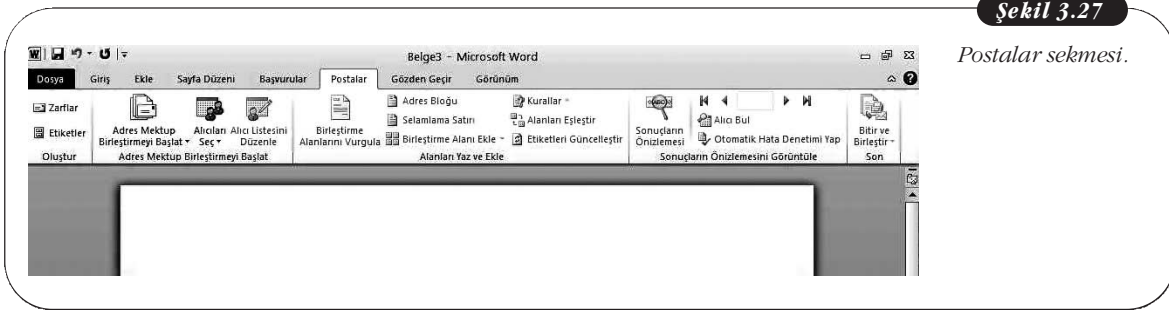 Şekil 3.27
Postalar sekmesi.
Belge3 - Microsoft Word
Dosya Giriş Ekle Sayfa Düzeni Başvurular Postalar Gözden Geçir Görünüm
Zarflar
Etiketler
Oluştur
Adres Mektup
Birleştirmeyi Başlat
Alıcıları
Seç
Alıcı Listesini
Düzenle
Adres Mektup Birleştirmeyi Başlat
Birleştirme
Alanlarını Vurgula
Adres Bloğu
Selamlama Satırı
Birleştirme Alanı Ekle
Kurallar
Alanları Eşleştir
Etiketleri Güncelleştir
Alanları Yaz ve Ekle
ABC
Sonuçların
Önizlemesi
Alıcı Bul
Otomatik Hata Denetimi Yap
Sonuçların Önizlemesini Görüntüle
Bitir ve
Birleştir
Son